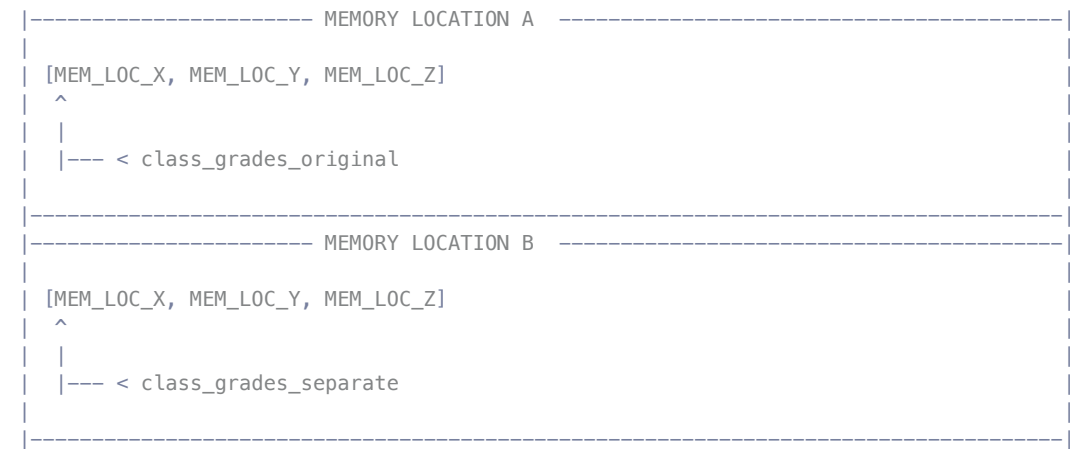 |----------------------- MEMORY LOCATION A -----------------------------------------|
| |
| [MEM_LOC_X, MEM_LOC_Y, MEM_LOC_Z] |
| ^ |
| | |
| |--- < class_grades_original |
| |
|------------------------------------------------------------------------------------|
|----------------------- MEMORY LOCATION B -----------------------------------------|
| |
| [MEM_LOC_X, MEM_LOC_Y, MEM_LOC_Z] |
| ^ |
| | |
| |--- < class_grades_separate |
| |
|------------------------------------------------------------------------------------|